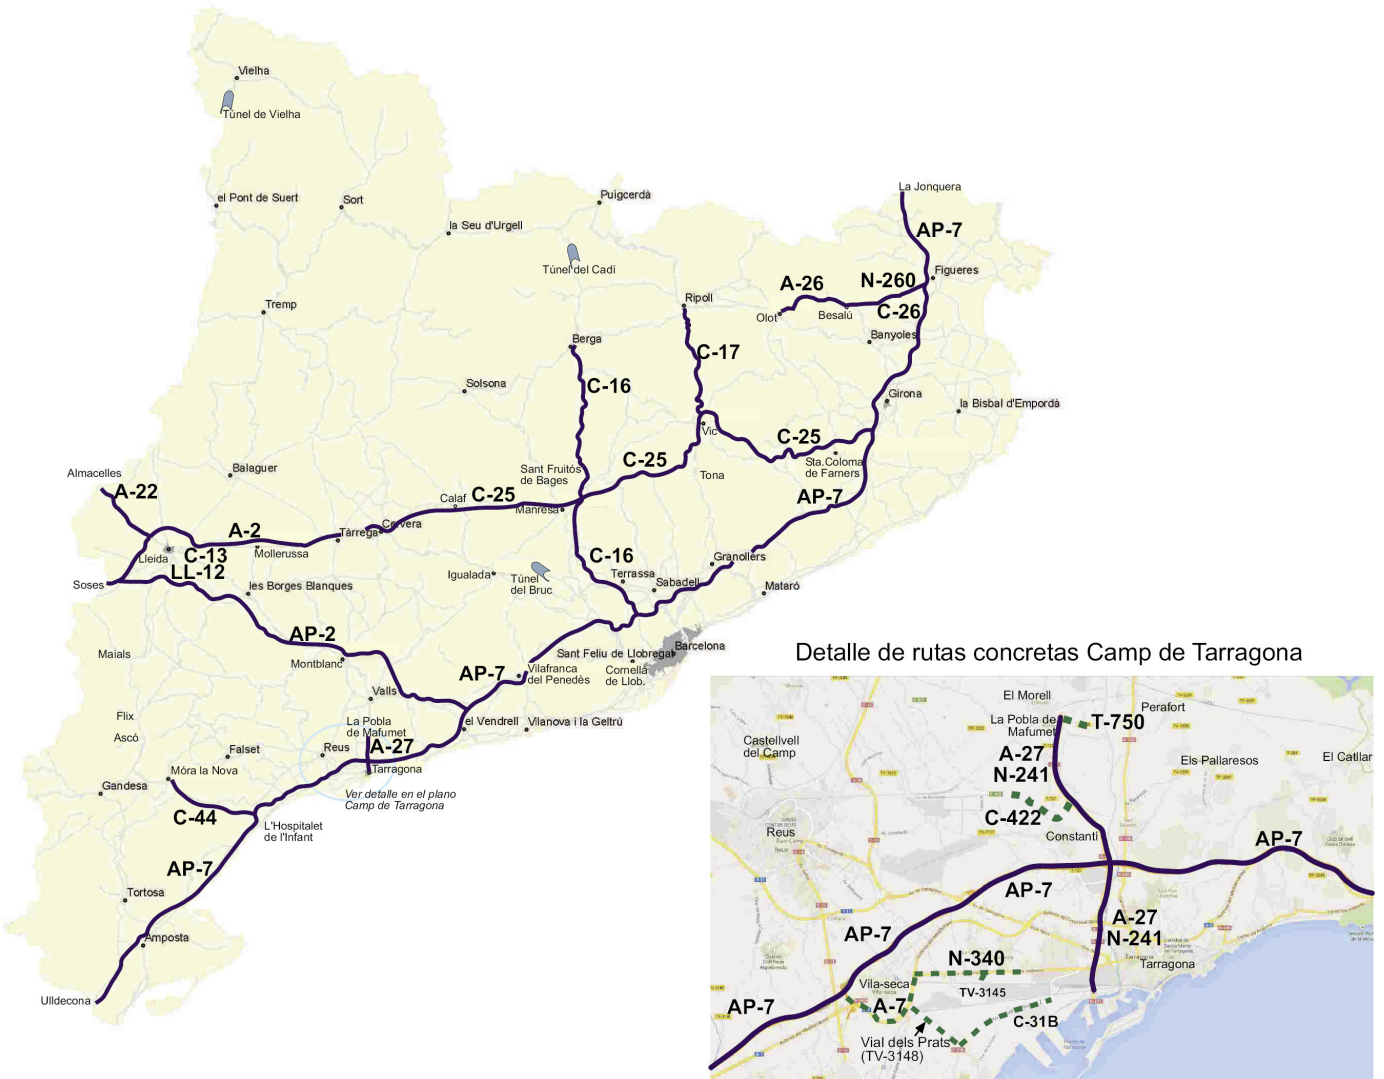 Vielha
Túnel de Vielha
el Pont de Suert
Sort
la Seu d'Urgell
Puigcerdà
Túnel del Cadí
La Jonquera
AP-7
Figueres
N-260
A-26
C-26
Olot
Besalú
Banyoles
Ripoll
Tremp
Berga
C-17
C-16
Solsona
Girona
la Bisbal d'Empordà
Vic
C-25
Sta.Coloma
de Farners
C-25
Tona
AP-7
Sant Fruitós
de Bages
Almacelles
A-22
Balaguer
Calaf
C-25
Manresa
Cervera
Tàrrega
A-2
Mollerussa
Lleida
C-13
LL-12
Soses
les Borges Blanques
Igualada
Túnel
del Bruc
C-16
Terrassa
Sabadell
Granollers
Mataró
Barcelona
Sant Feliu de Llobregat
Cornellà
de Llob.
AP-2
Montblanc
Maials
AP-7
Vilafranca
del Penedès
Valls
el Vendrell
Vilanova i la Geltrú
Flix
Ascó
La Pobla
de Mafumet
A-27
Reus
Falset
Tarragona
Móra la Nova
Gandesa
Ver detalle en el plano
Camp de Tarragona
C-44
L'Hospitalet
de l'Infant
AP-7
Tortosa
Amposta
Ulldecona
Detalle de rutas concretas Camp de Tarragona
El Morell
La Pobla de
Mafumet
T-750
Perafort
Castellvell
del Camp
A-27
N-241
Els Pallaresos
El Catllar
C-422
Constantí
Reus
AP-7
AP-7
A-27
N-241
AP-7
N-340
Tarragona
Vila-seca
TV-3145
A-7
AP-7
C-31B
Vial dels Prats
(TV-3148)